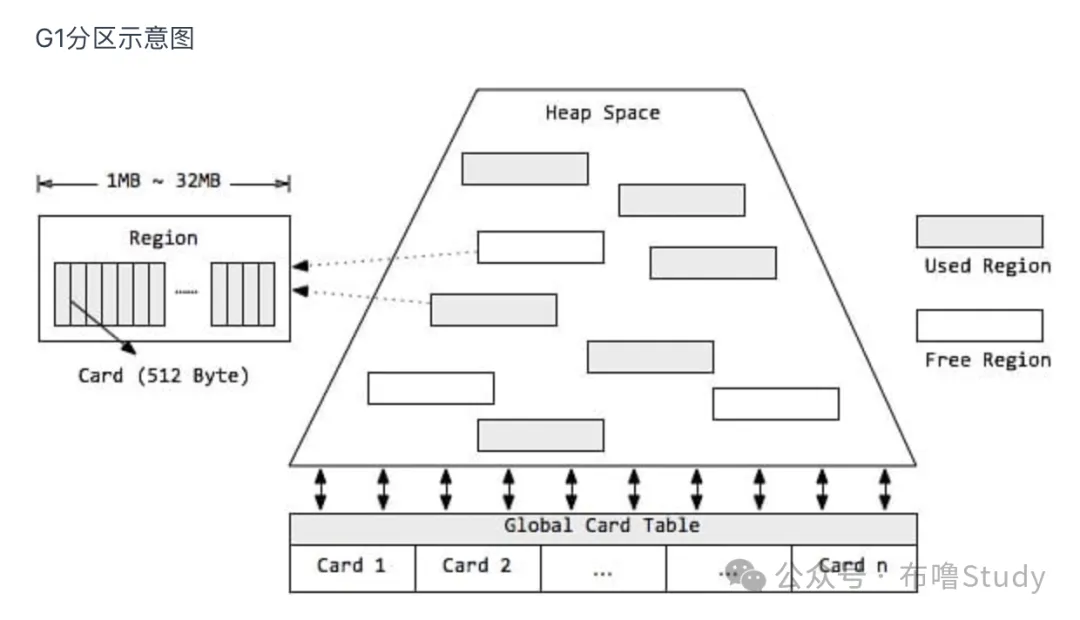 G1分区示意图
Heap Space
1MB ~ 32MB
Region
......
Card (512 Byte)
Used Region
Free Region
Global Card Table
Card 1
Card 2
...
...
Card n
公众号 · 布噜Study